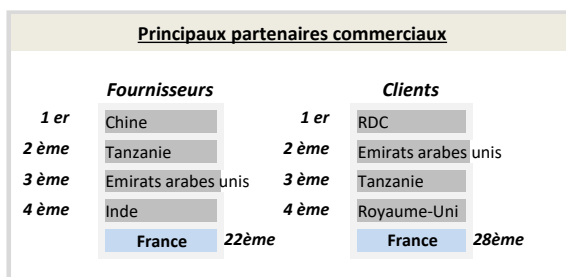 Principaux partenaires commerciaux
Fournisseurs Clients
1 er Chine 1 er RDC
2 ème Tanzanie 2 ème Emirats arabes unis
3 ème Emirats arabes unis 3 ème Tanzanie
4 ème Inde 4 ème Royaume-Uni
France 22ème France 28ème